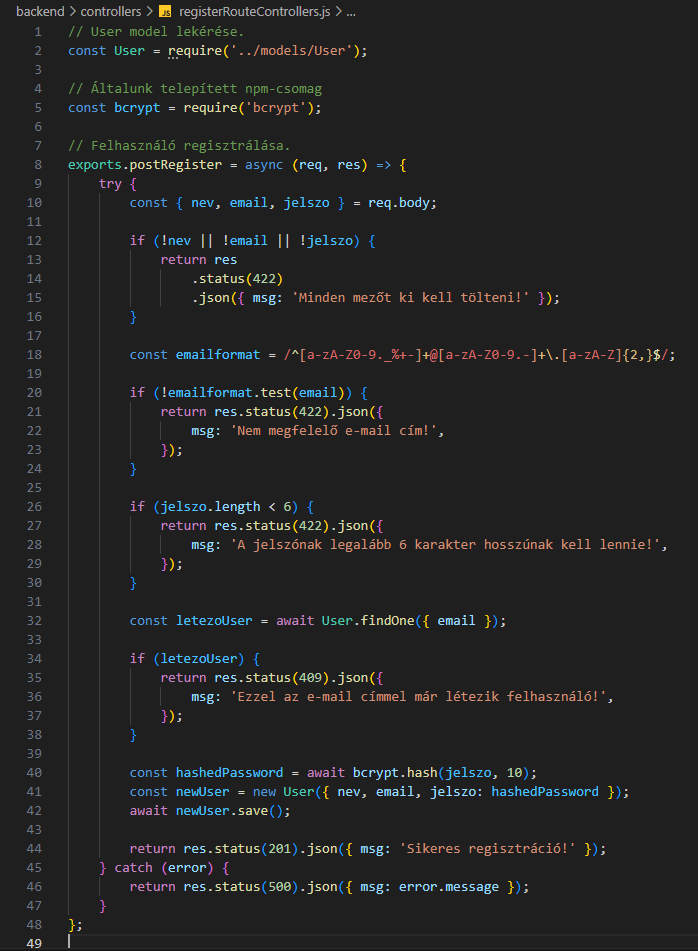 backend > controllers > JS registerRouteControllers.js > ...
1 // User model lekérése.
2 const User = require('../models/User');
3
4 // Általunk telepített npm-csomag
5 const bcrypt = require('bcrypt');
6
7 // Felhasználó regisztrálása.
8 exports.postRegister = async (req, res) => {
9     try {
10         const { nev, email, jelszo } = req.body;
11
12         if (!nev || !email || !jelszo) {
13             return res
14                 .status(422)
15                 .json({ msg: 'Minden mezőt ki kell tölteni!' });
16         }
17
18         const emailformat = /^[a-zA-Z0-9._%+-]+@[a-zA-Z0-9.-]+\.[a-zA-Z]{2,}$/;
19
20         if (!emailformat.test(email)) {
21             return res.status(422).json({
22                 msg: 'Nem megfelelő e-mail cím!',
23             });
24         }
25
26         if (jelszo.length < 6) {
27             return res.status(422).json({
28                 msg: 'A jelszónak legalább 6 karakter hosszúnak kell lennie!',
29             });
30         }
31
32         const letezoUser = await User.findOne({ email });
33
34         if (letezoUser) {
35             return res.status(409).json({
36                 msg: 'Ezzel az e-mail címmel már létezik felhasználó!',
37             });
38         }
39
40         const hashedPassword = await bcrypt.hash(jelszo, 10);
41         const newUser = new User({ nev, email, jelszo: hashedPassword });
42         await newUser.save();
43
44         return res.status(201).json({ msg: 'Sikeres regisztráció!' });
45     } catch (error) {
46         return res.status(500).json({ msg: error.message });
47     }
48 };
49